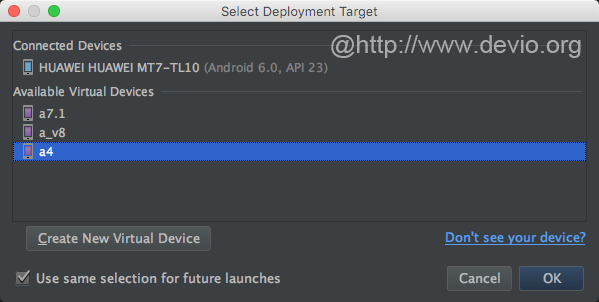 Select Deployment Target
Connected Devices
@http://www.devio.org
HUAWEI HUAWEI MT7-TL10 (Android 6.0, API 23)
Available Virtual Devices
a7.1
a_v8
a4
Create New Virtual Device
Don't see your device?
Use same selection for future launches
Cancel
OK